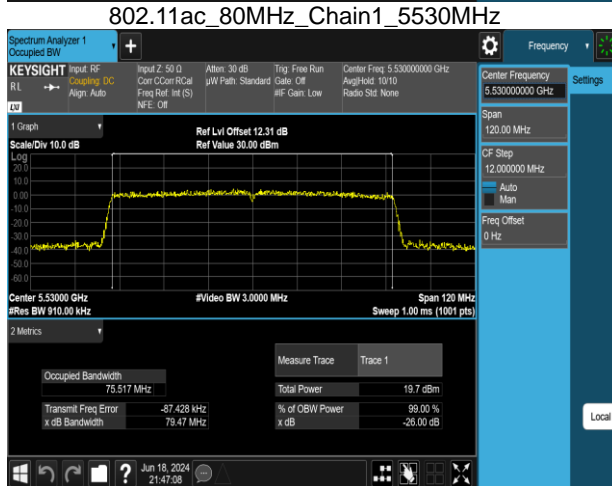 802.11ac_80MHz_Chain1_5530MHz
Spectrum Analyzer 1
Occupied BW
+
Frequency
KEYSIGHT
RL
LXI
Input: RF
Coupling: DC
Align: Auto
Input Z: 50 Ω
Corr CCorr RCal
Freq Ref: Int (S)
NFE: Off
Atten: 30 dB
µW Path: Standard
Trig: Free Run
Gate: Off
#IF Gain: Low
Center Freq: 5.530000000 GHz
Avg|Hold: 10/10
Radio Std: None
Center Frequency
5.530000000 GHz
Settings
Span
120.00 MHz
CF Step
12.000000 MHz
Auto
Man
Freq Offset
0 Hz
1 Graph
Scale/Div 10.0 dB
Ref Lvl Offset 12.31 dB
Ref Value 30.00 dBm
Log
20.0
10.0
0.00
-10.0
-20.0
-30.0
-40.0
-50.0
-60.0
Center 5.53000 GHz
#Video BW 3.0000 MHz
Span 120 MHz
#Res BW 910.00 kHz
Sweep 1.00 ms (1001 pts)
2 Metrics
Measure Trace Trace 1
Occupied Bandwidth
75.517 MHz
Total Power 19.7 dBm
Transmit Freq Error -87.428 kHz
% of OBW Power 99.00 %
x dB Bandwidth 79.47 MHz
x dB -26.00 dB
Local
?
Jun 18, 2024
21:47:08